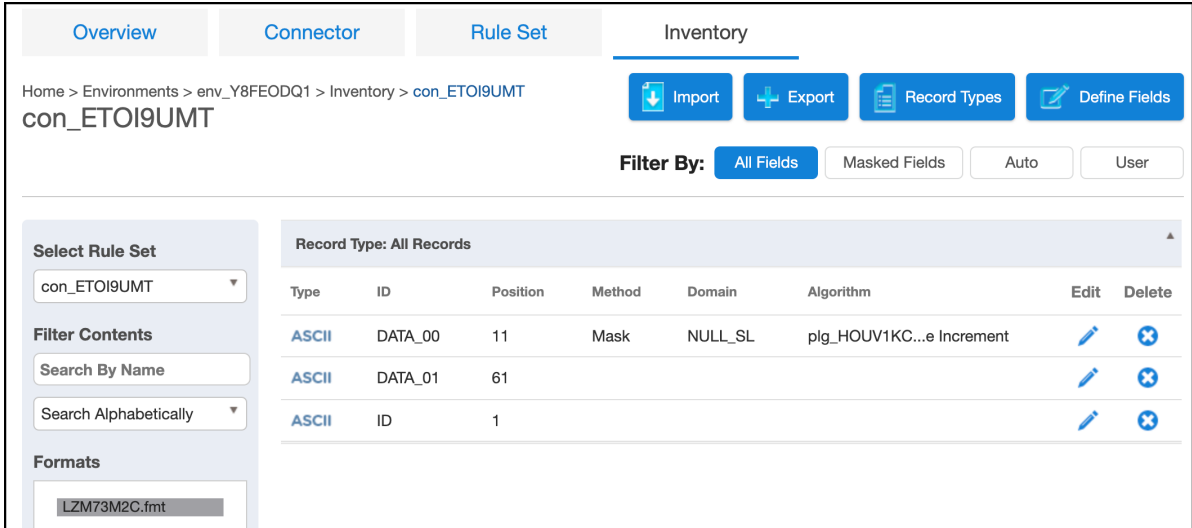 Overview Connector Rule Set Inventory
Home > Environments > env_Y8FEODQ1 > Inventory > con_ETOI9UMT
con_ETOI9UMT
Import Export Record Types Define Fields
Filter By: All Fields Masked Fields Auto User
Select Rule Set
con_ETOI9UMT
Filter Contents
Search By Name
Search Alphabetically
Formats
LZM73M2C.fmt
Record Type: All Records
Type ID Position Method Domain Algorithm Edit Delete
ASCII DATA_00 11 Mask NULL_SL plg_HOUV1KC...e Increment
ASCII DATA_01 61
ASCII ID 1